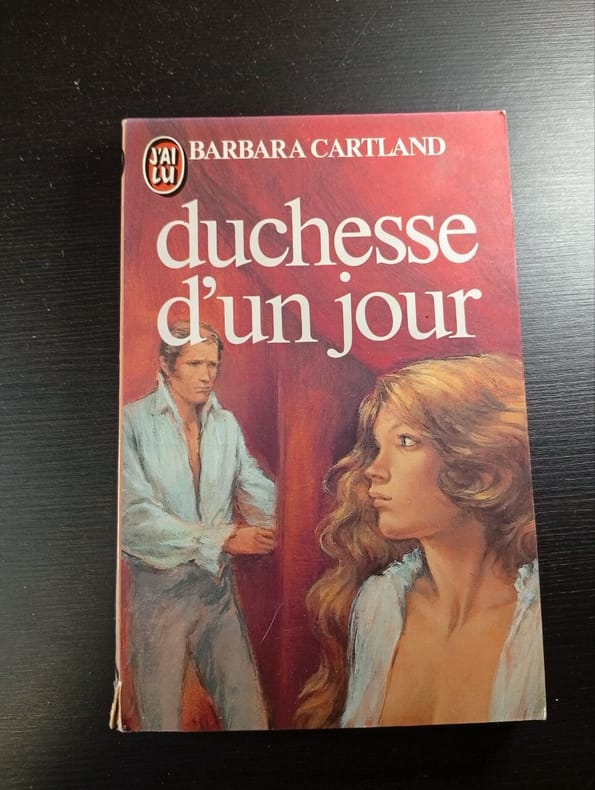 J'AI
LU
BARBARA CARTLAND
duchesse
d'un jour